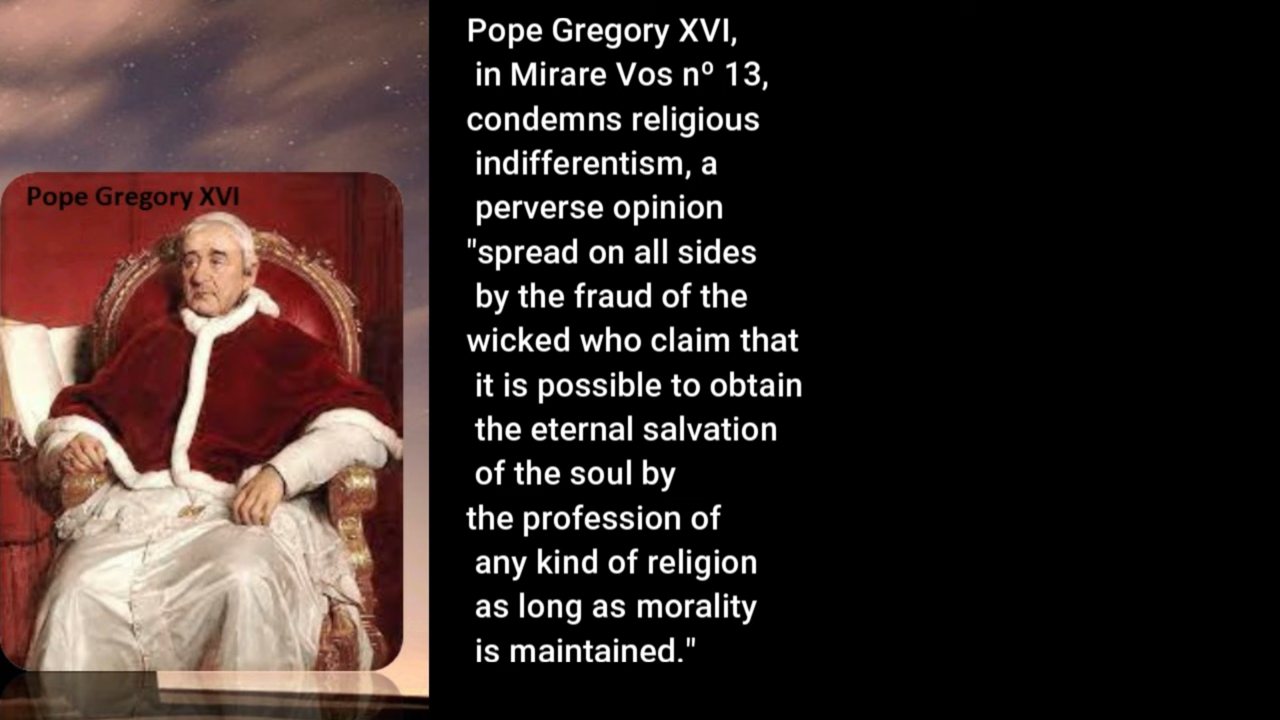 Pope Gregory XVI
Pope Gregory XVI,
in Mirare Vos nº 13,
condemns religious
indifferentism, a
perverse opinion
"spread on all sides
by the fraud of the
wicked who claim that
it is possible to obtain
the eternal salvation
of the soul by
the profession of
any kind of religion
as long as morality
is maintained."